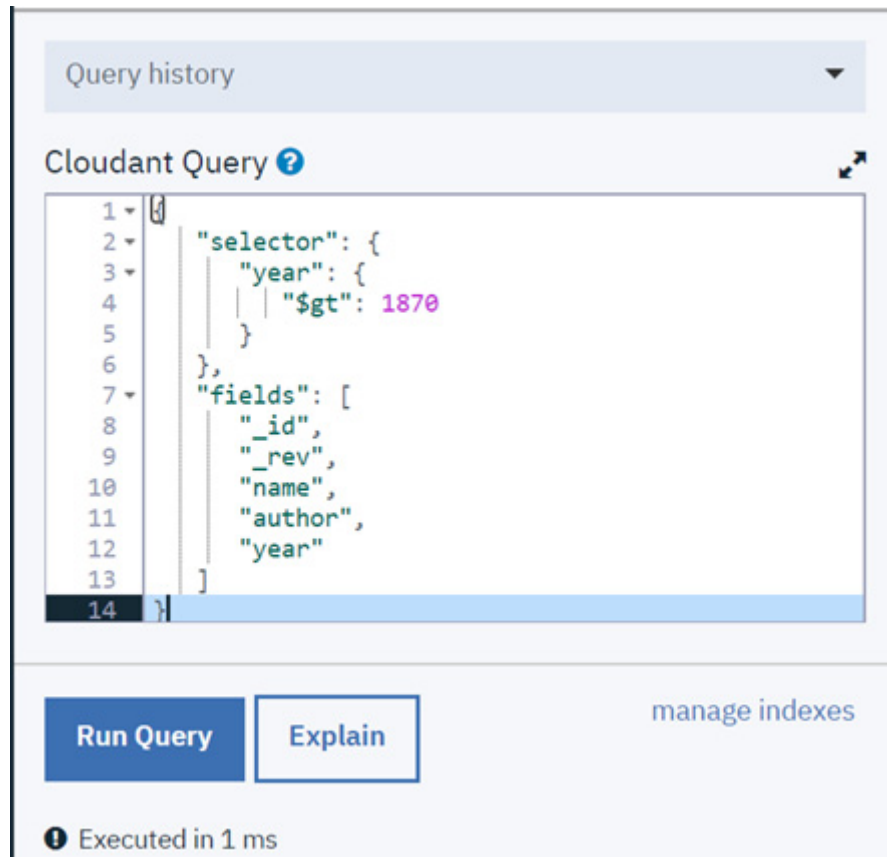 Query history
Cloudant Query ?
1 {
2 "selector": {
3 "year": {
4 "$gt": 1870
5 }
6 },
7 "fields": [
8 "_id",
9 "_rev",
10 "name",
11 "author",
12 "year"
13 ]
14 }
Run Query Explain manage indexes
! Executed in 1 ms